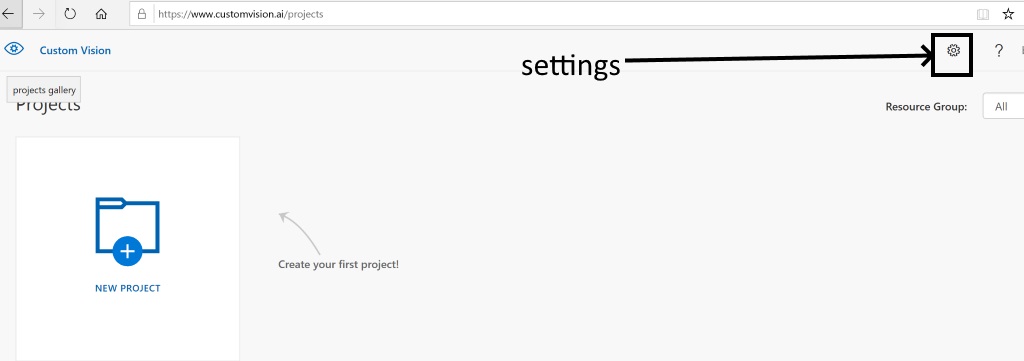 https://www.customvision.ai/projects
Custom Vision
settings
?
projects gallery
Projects
Resource Group:
All
NEW PROJECT
Create your first project!